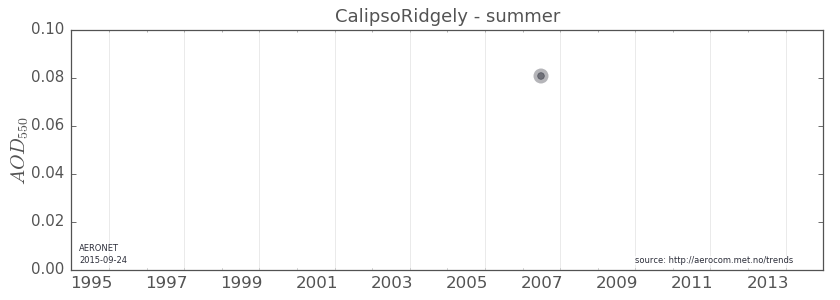 CalipsoRidgely - summer
0.10
0.08
0.06
0.04
0.02
0.00
AOD550
AERONET
2015-09-24
source: http://aerocom.met.no/trends
1995 1997 1999 2001 2003 2005 2007 2009 2011 2013